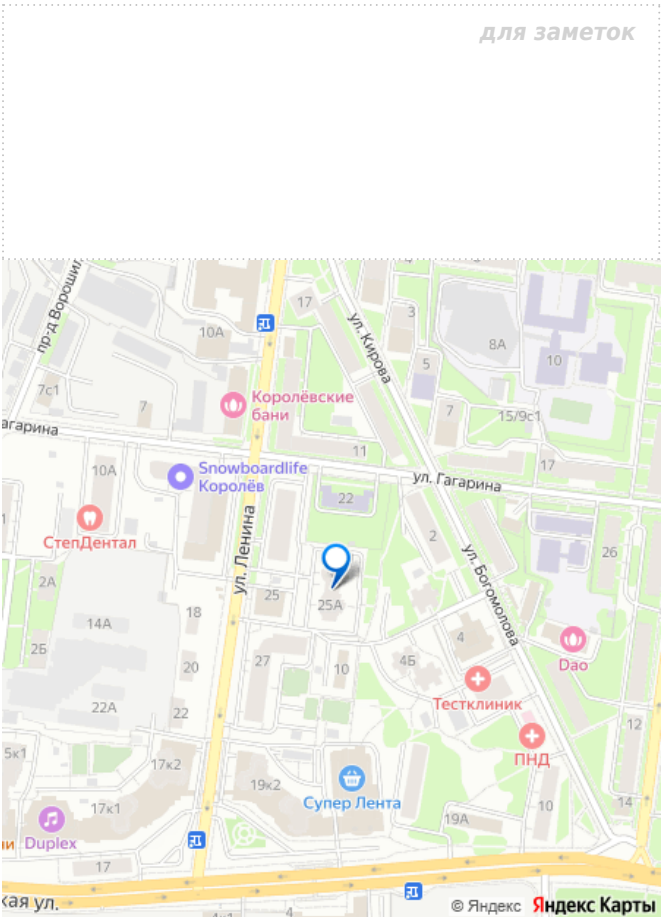 для заметок
пр-д Ворошил
17
ул. Кирова
3
10А
8А
10
5
7с1
7
Королёвские
бани
7
15/9с1
агарина
11
17
10А
Snowboardlife
Королёв
ул. Гагарина
22
СтепДентал
ул. Ленина
2
26
ул. Богомолова
2А
25
25А
18
14А
4
2Б
27
10
4Б
Dao
20
Тестклиник
22А
22
12
ПНД
5к1
17к2
19к2
Супер Лента
17к1
10
14
19А
Duplex
ни
17
кая ул.
© Яндекс
Яндекс Карты